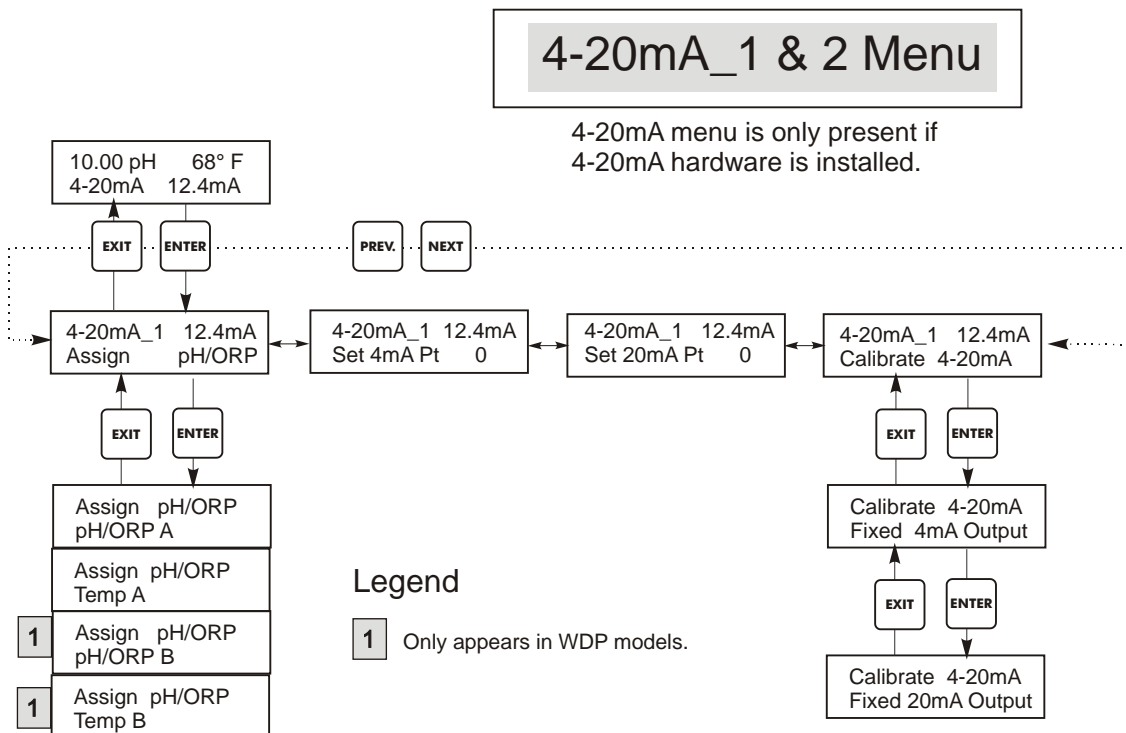 4-20mA_1 & 2 Menu
4-20mA menu is only present if
4-20mA hardware is installed.
10.00 pH 68° F
4-20mA 12.4mA
EXIT
ENTER
PREV.
NEXT
4-20mA_1 12.4mA
Assign pH/ORP
4-20mA_1 12.4mA
Set 4mA Pt 0
4-20mA_1 12.4mA
Set 20mA Pt 0
4-20mA_1 12.4mA
Calibrate 4-20mA
EXIT
ENTER
EXIT
ENTER
Assign pH/ORP
pH/ORP A
Assign pH/ORP
Temp A
1
Assign pH/ORP
pH/ORP B
1
Assign pH/ORP
Temp B
Legend
1 Only appears in WDP models.
Calibrate 4-20mA
Fixed 4mA Output
EXIT
ENTER
Calibrate 4-20mA
Fixed 20mA Output